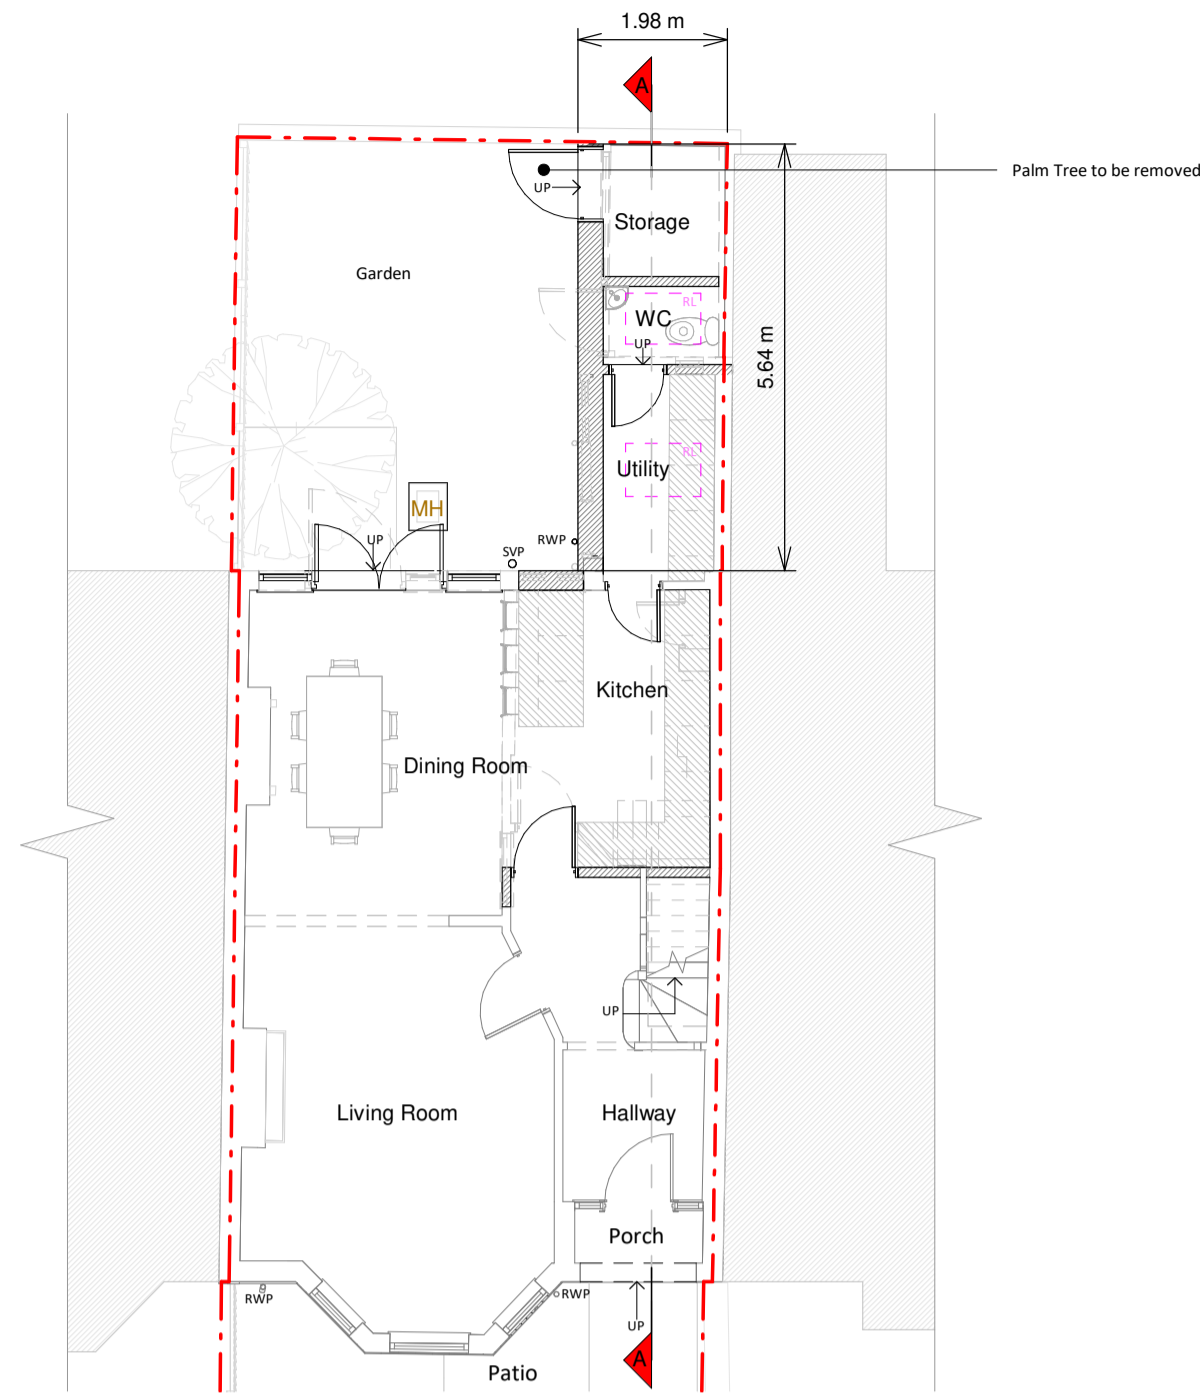 1.98 m
A
Palm Tree to be removed
UP
Storage
Garden
RL
WC
UP
5.64 m
RL
Utility
MH
UP
SVP
RWP
Kitchen
Dining Room
UP
Living Room
Hallway
Porch
RWP
RWP
UP
A
Patio